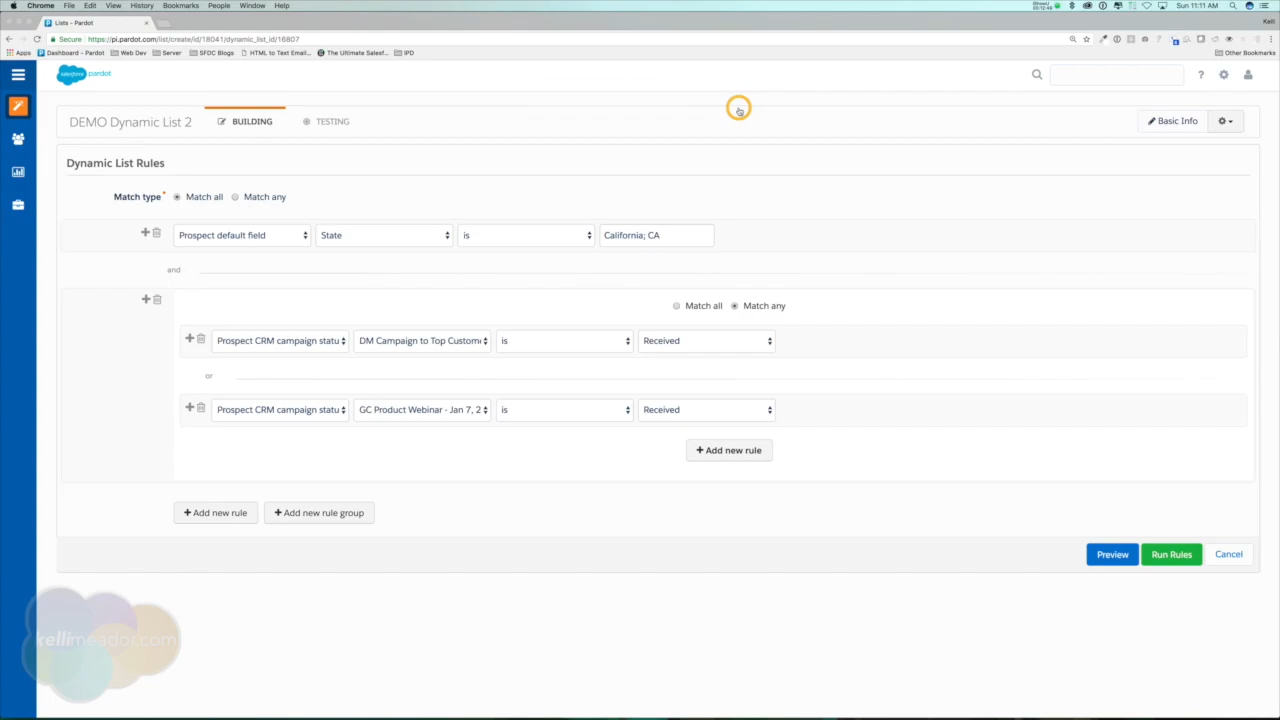 Chrome File Edit View History Bookmarks People Window Help
Sun 11:11 AM
Lists - Pardot
Kelli
Secure https://pi.pardot.com/list/create/id/18041/dynamic_list_id/16807
Apps Dashboard - Pardot Web Dev Server SFDC Blogs HTML to Text Email... The Ultimate Salesf... IPD Other Bookmarks
salesforce pardot
?
DEMO Dynamic List 2 BUILDING TESTING Basic Info
Dynamic List Rules
Match type * Match all Match any
Prospect default field State is California; CA
and
Match all Match any
Prospect CRM campaign statu DM Campaign to Top Custome is Received
or
Prospect CRM campaign statu GC Product Webinar - Jan 7, 2 is Received
+ Add new rule
+ Add new rule + Add new rule group
Preview Run Rules Cancel
kellimeador.com